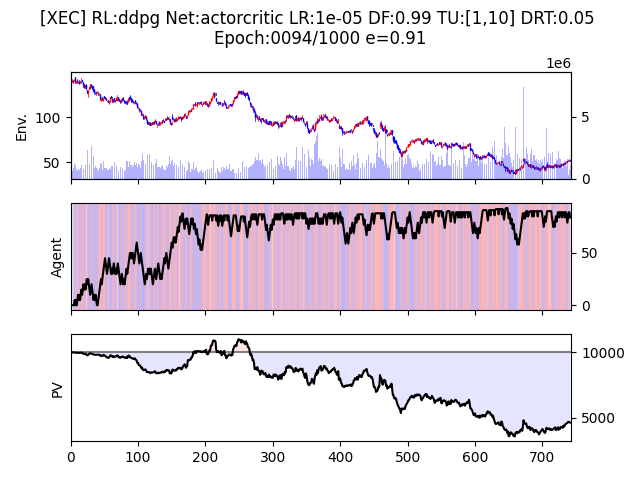 [XEC] RL:ddpg Net:actorcritic LR:1e-05 DF:0.99 TU:[1,10] DRT:0.05
Epoch:0094/1000 e=0.91
1e6
Env.
100
50
5
0
Agent
50
0
PV
10000
5000
0 100 200 300 400 500 600 700